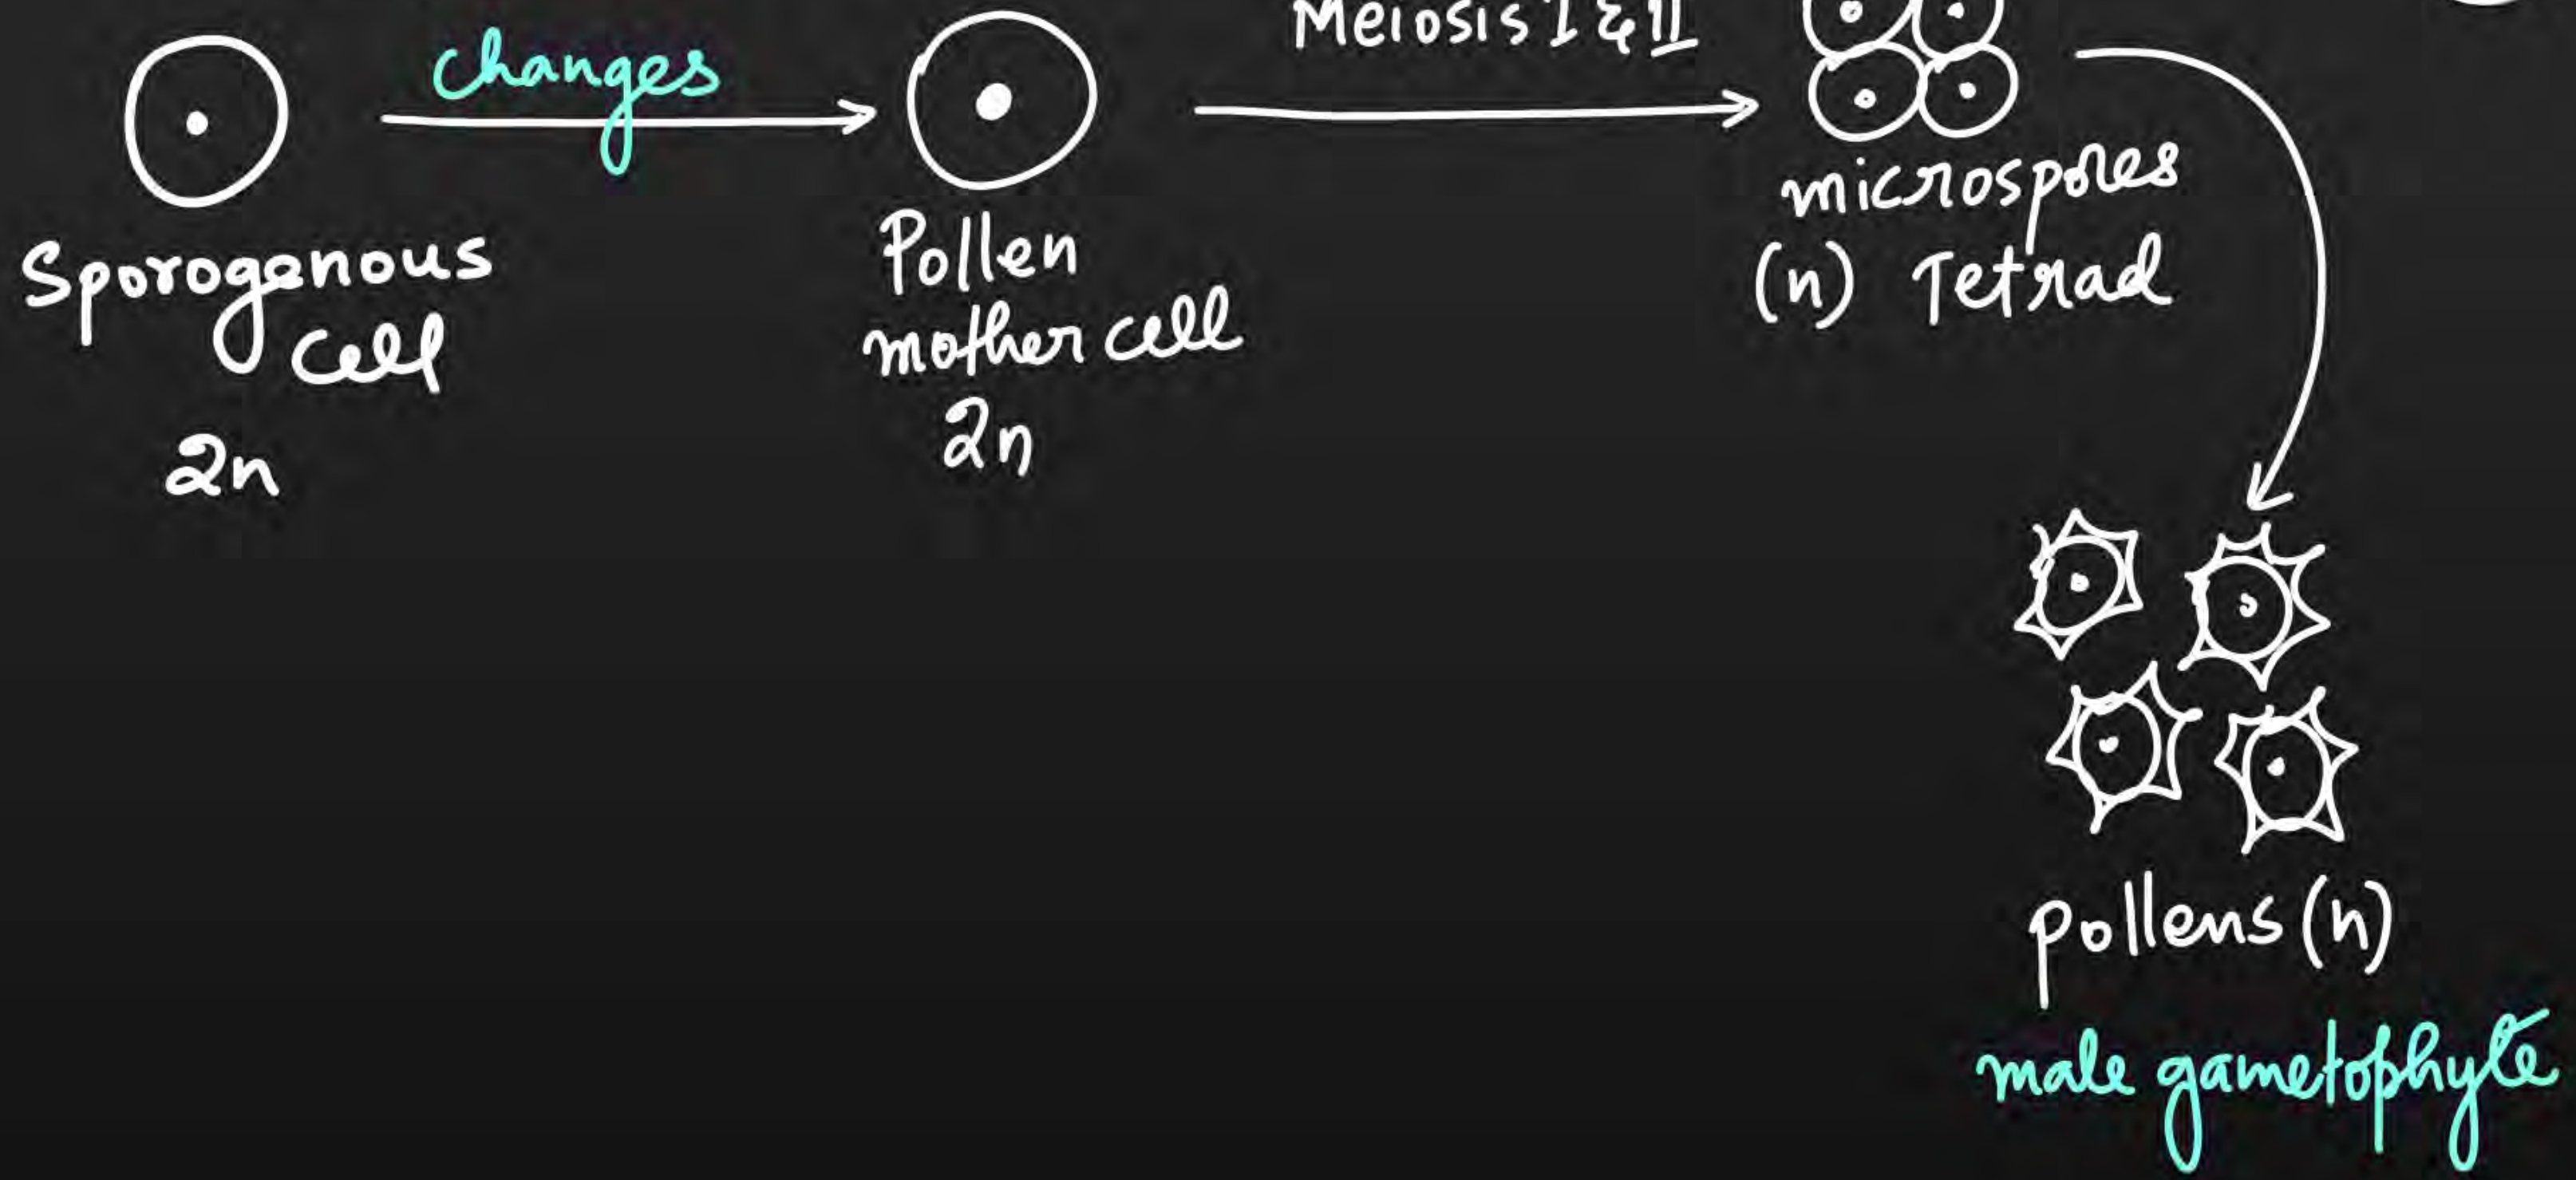 changes
Meiosis I & II
Sporogenous
cell
2n
Pollen
mother cell
2n
microspores
(n) Tetrad
pollens (n)
male gametophyte